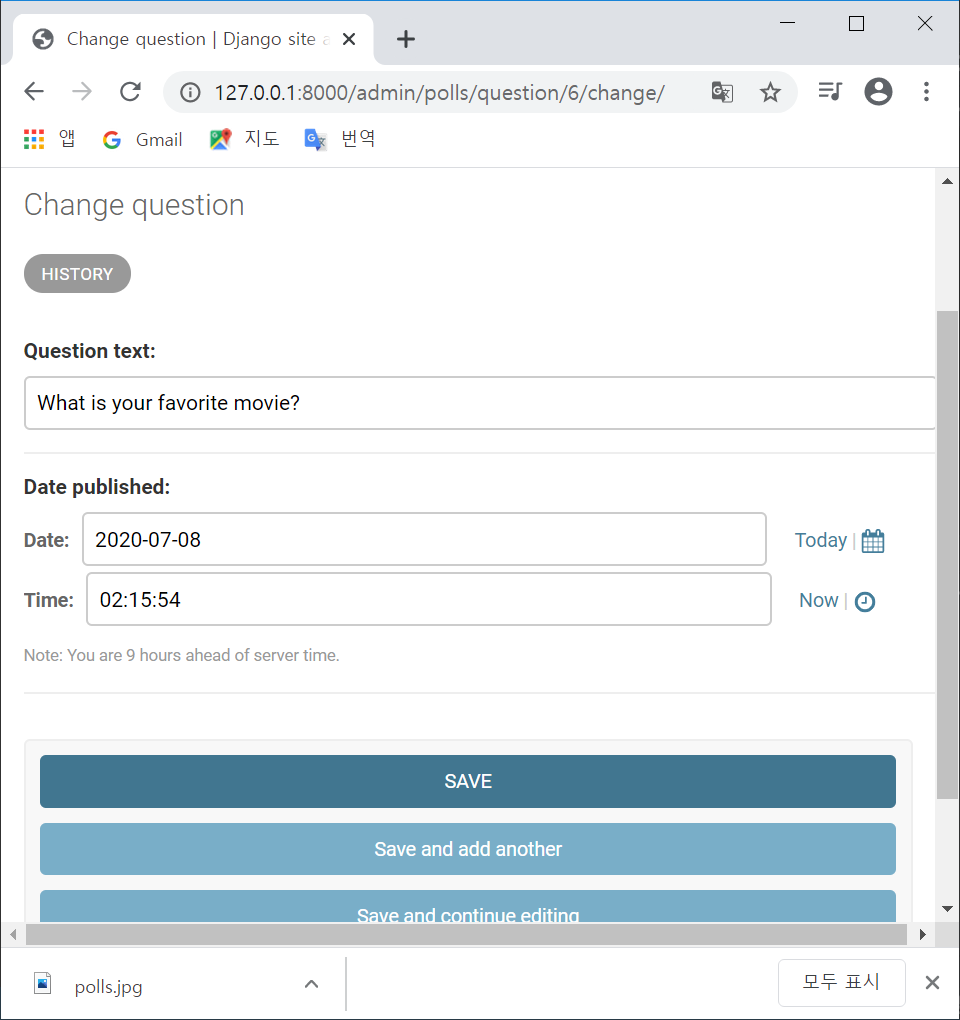 Change question | Django site a
127.0.0.1:8000/admin/polls/question/6/change/
앱 Gmail 지도 번역
Change question
HISTORY
Question text:
What is your favorite movie?
Date published:
Date: 2020-07-08 Today |
Time: 02:15:54 Now |
Note: You are 9 hours ahead of server time.
SAVE
Save and add another
Save and continue editing
polls.jpg 모두 표시